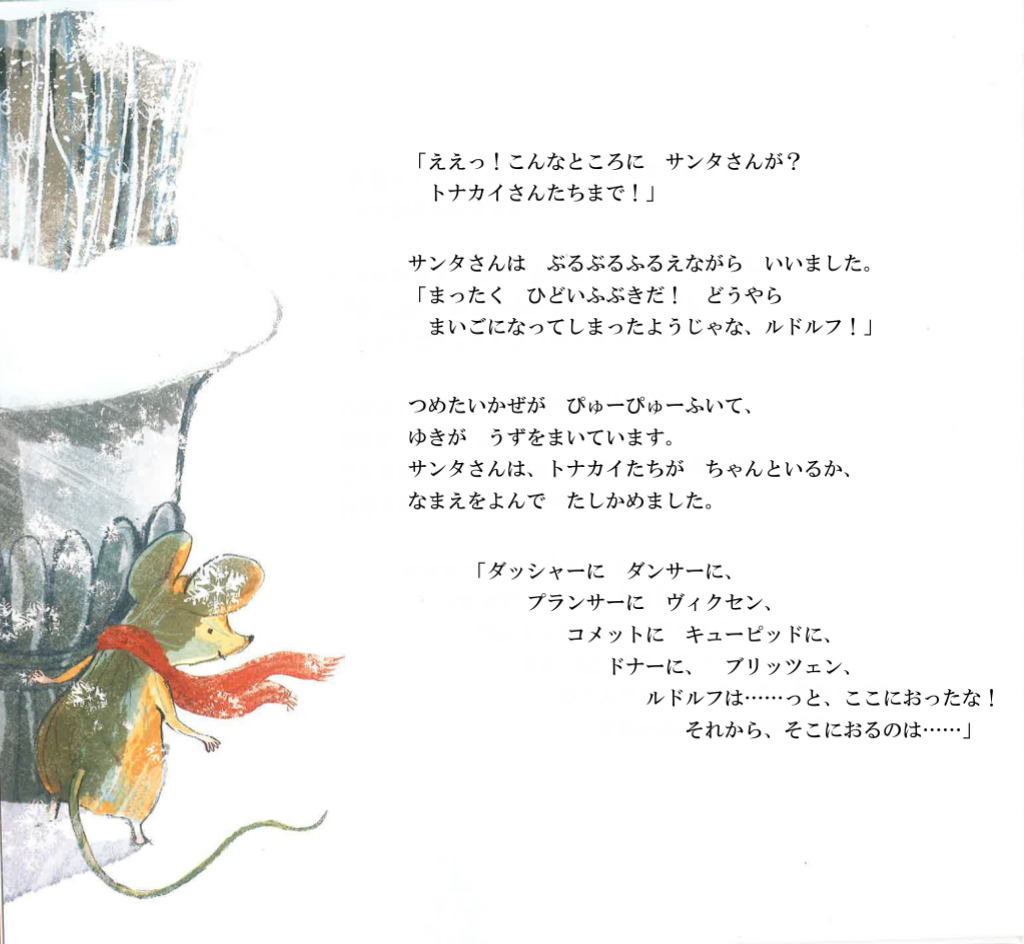 「ええっ！こんなところに　サンタさんが？
　トナカイさんたちまで！」
サンタさんは　ぶるぶるふるえながら　いいました。
「まったく　ひどいふぶきだ！　どうやら
　まいごになってしまったようじゃな、ルドルフ！」
つめたいかぜが　ぴゅーぴゅーふいて、
ゆきが　うずをまいています。
サンタさんは、トナカイたちが　ちゃんといるか、
なまえをよんで　たしかめました。
「ダッシャーに　ダンサーに、
プランサーに　ヴィクセン、
コメットに　キューピッドに、
ドナーに、　ブリッツェン、
ルドルフは……っと、ここにおったな！
それから、そこにおるのは……」